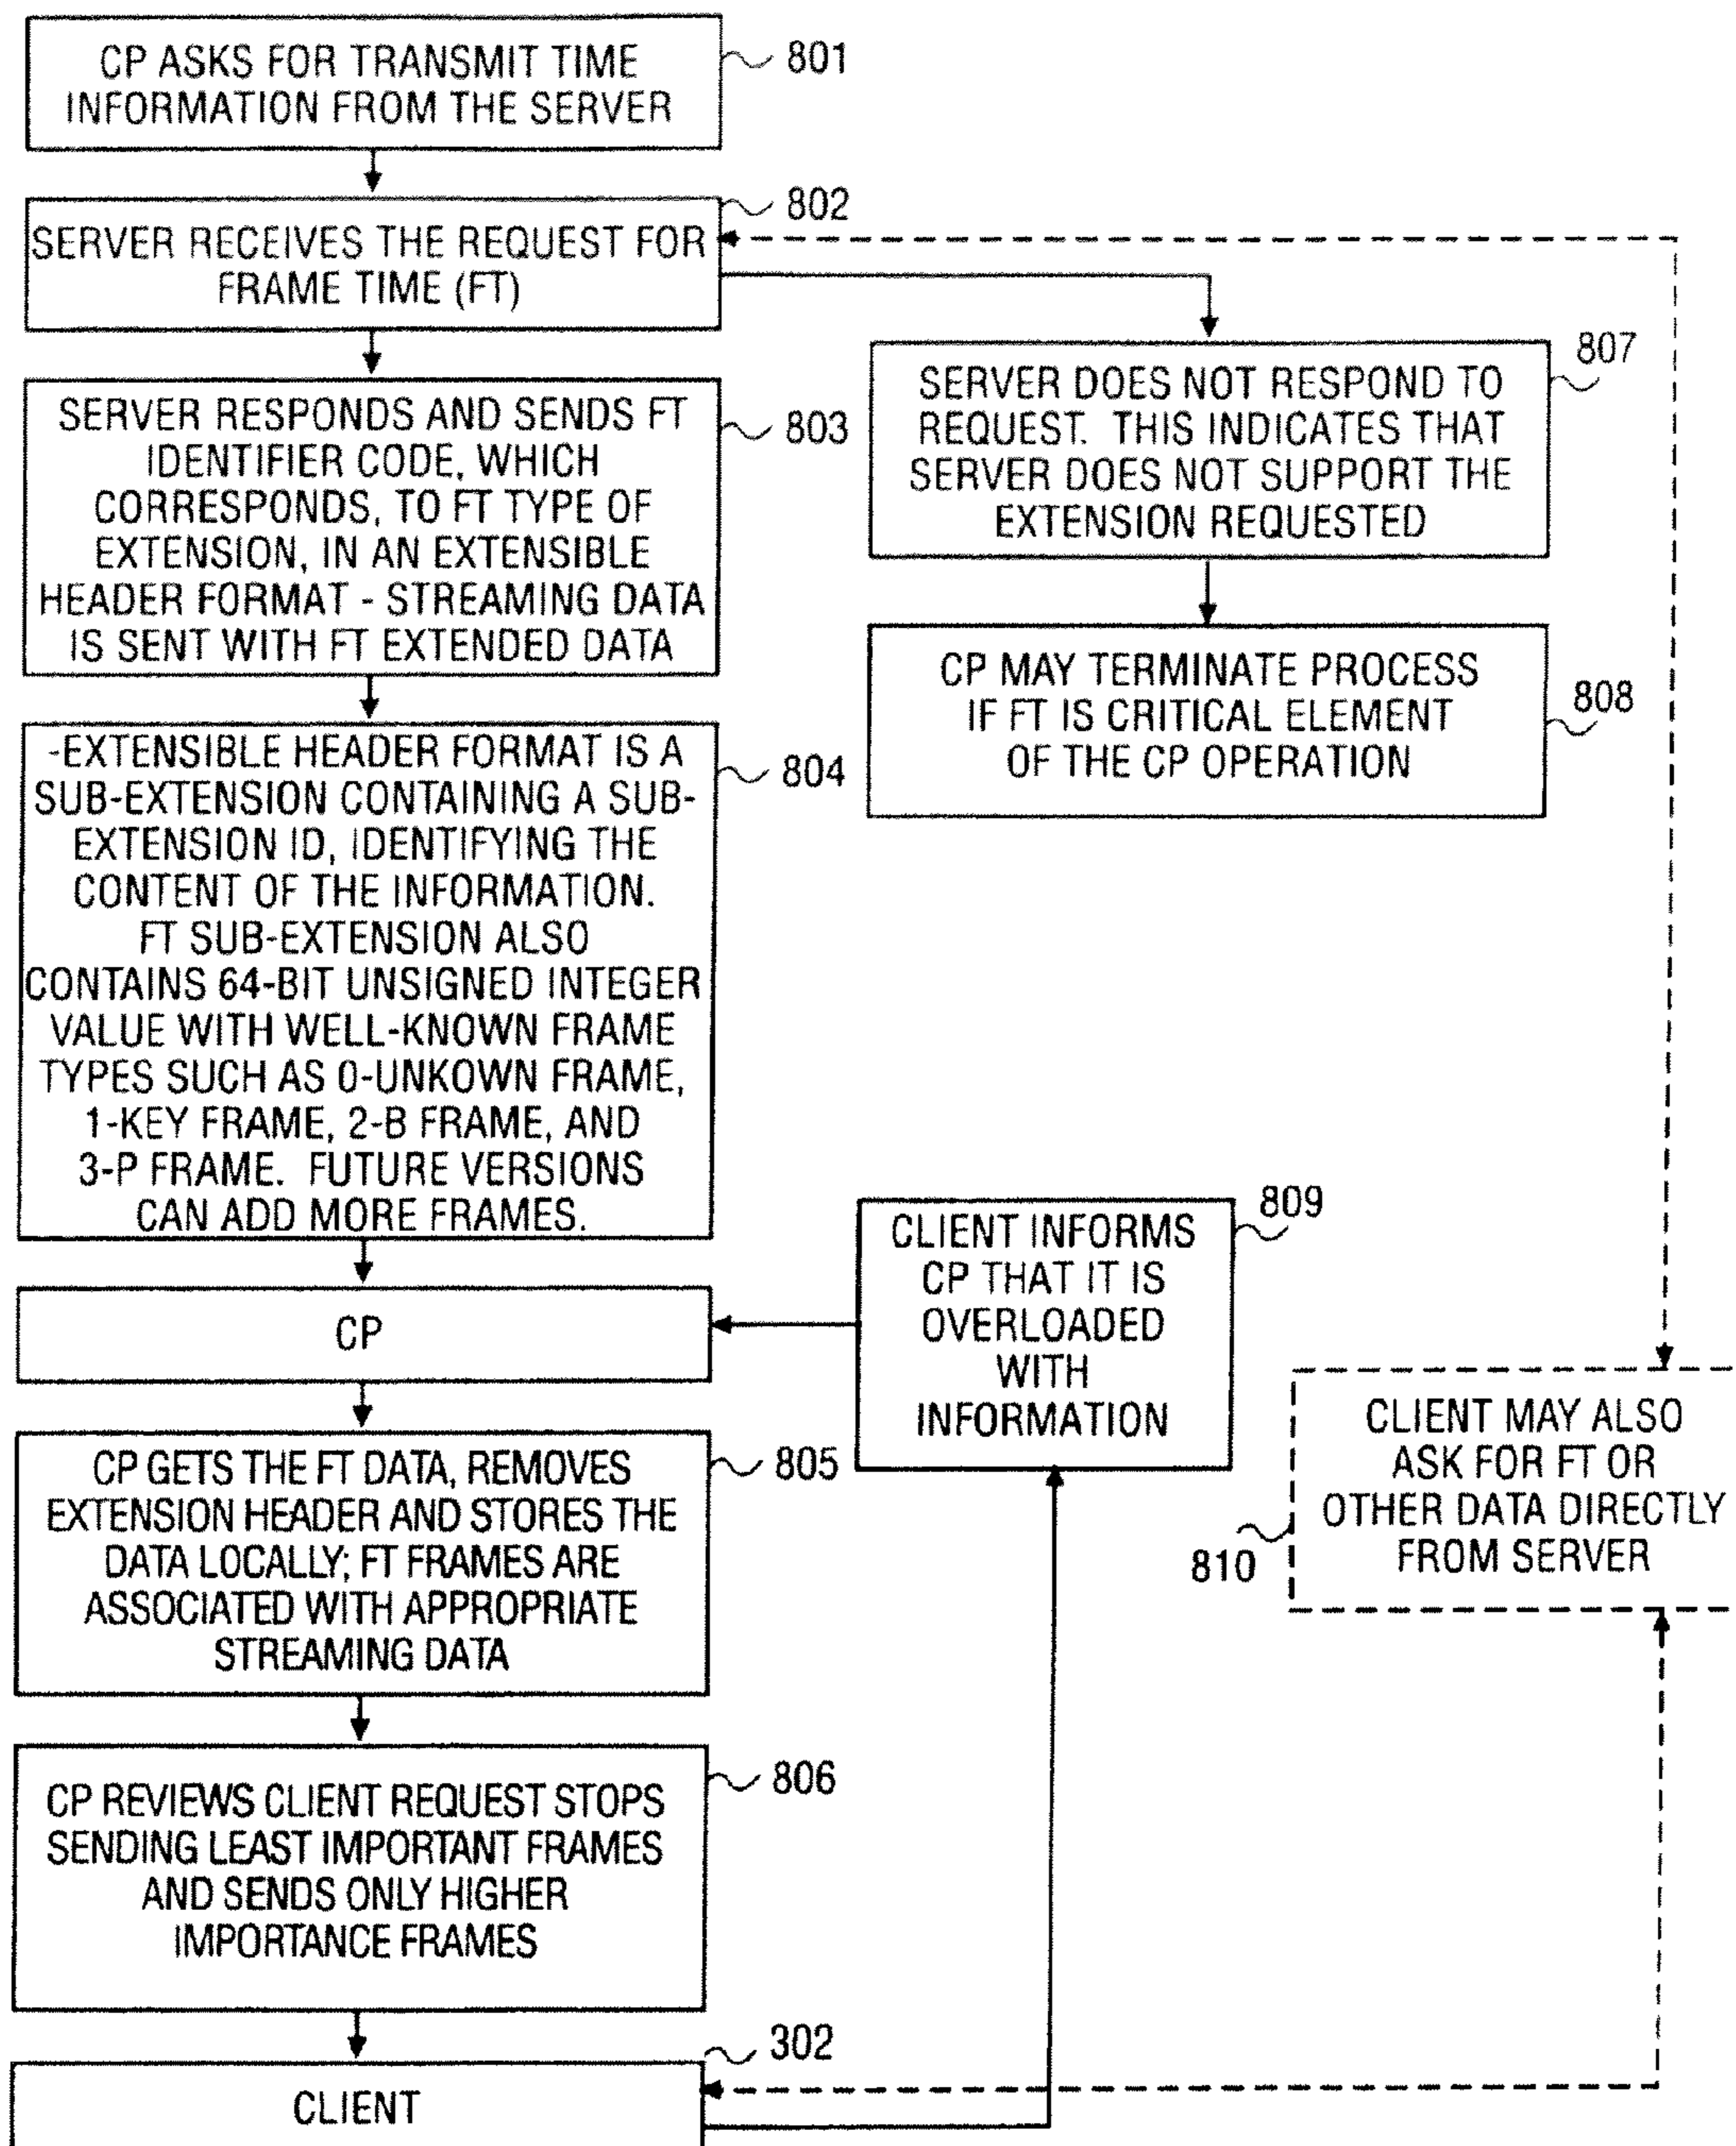 CP ASKS FOR TRANSMIT TIME
INFORMATION FROM THE SERVER
801
802
SERVER RECEIVES THE REQUEST FOR
FRAME TIME (FT)
SERVER RESPONDS AND SENDS FT
IDENTIFIER CODE, WHICH
CORRESPONDS, TO FT TYPE OF
EXTENSION, IN AN EXTENSIBLE
HEADER FORMAT - STREAMING DATA
IS SENT WITH FT EXTENDED DATA
803
SERVER DOES NOT RESPOND TO
REQUEST. THIS INDICATES THAT
SERVER DOES NOT SUPPORT THE
EXTENSION REQUESTED
807
CP MAY TERMINATE PROCESS
IF FT IS CRITICAL ELEMENT
OF THE CP OPERATION
808
-EXTENSIBLE HEADER FORMAT IS A
SUB-EXTENSION CONTAINING A SUB-
EXTENSION ID, IDENTIFYING THE
CONTENT OF THE INFORMATION.
FT SUB-EXTENSION ALSO
CONTAINS 64-BIT UNSIGNED INTEGER
VALUE WITH WELL-KNOWN FRAME
TYPES SUCH AS 0-UNKOWN FRAME,
1-KEY FRAME, 2-B FRAME, AND
3-P FRAME. FUTURE VERSIONS
CAN ADD MORE FRAMES.
804
CP
CLIENT INFORMS
CP THAT IT IS
OVERLOADED
WITH
INFORMATION
809
CP GETS THE FT DATA, REMOVES
EXTENSION HEADER AND STORES THE
DATA LOCALLY; FT FRAMES ARE
ASSOCIATED WITH APPROPRIATE
STREAMING DATA
805
CLIENT MAY ALSO
ASK FOR FT OR
OTHER DATA DIRECTLY
FROM SERVER
810
CP REVIEWS CLIENT REQUEST STOPS
SENDING LEAST IMPORTANT FRAMES
AND SENDS ONLY HIGHER
IMPORTANCE FRAMES
806
302
CLIENT